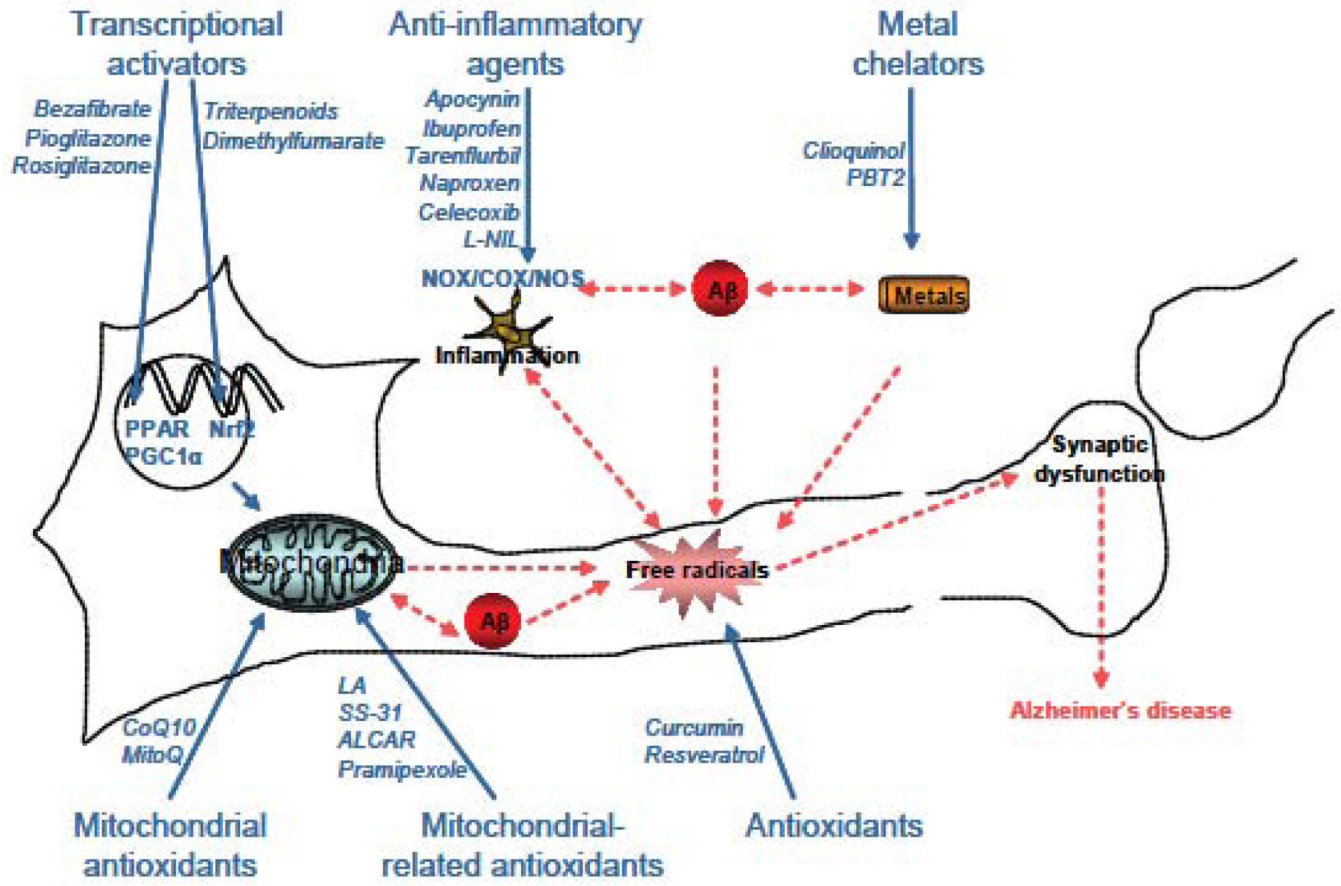 Transcriptional
activators
Bezafibrate
Pioglitazone
Rosiglitazone
Triterpenoids
Dimethylfumarate
Anti-inflammatory
agents
Apocynin
Ibuprofen
Tarenflurbil
Naproxen
Celecoxib
L-NIL
Metal
chelators
Clioquinol
PBT2
NOX/COX/NOS
Inflammation
Aβ
Metals
PPAR Nrf2
PGC1α
Synaptic
dysfunction
Mitochondria
Free radicals
Aβ
Alzheimer's disease
CoQ10
MitoQ
LA
SS-31
ALCAR
Pramipexole
Curcumin
Resveratrol
Mitochondrial
antioxidants
Mitochondrial-
related antioxidants
Antioxidants